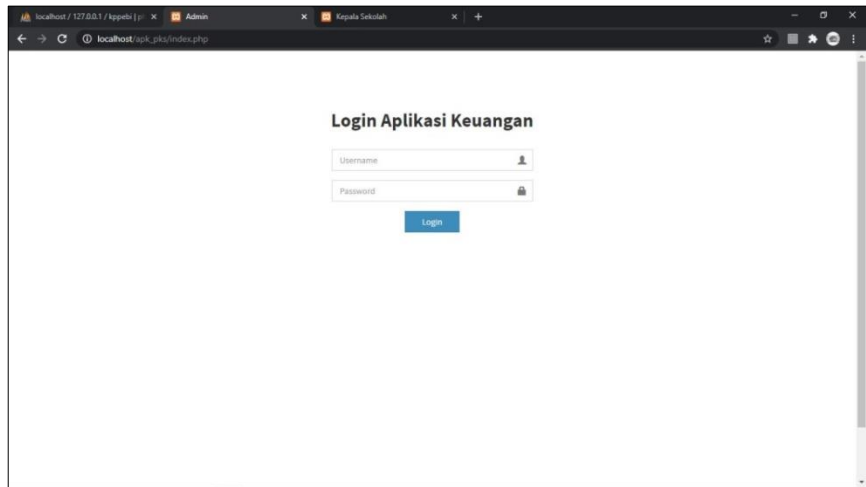 localhost / 127.0.0.1 / kppebi | p
Admin
Kepala Sekolah
localhost/apk_pks/index.php
Login Aplikasi Keuangan
Username
Password
Login